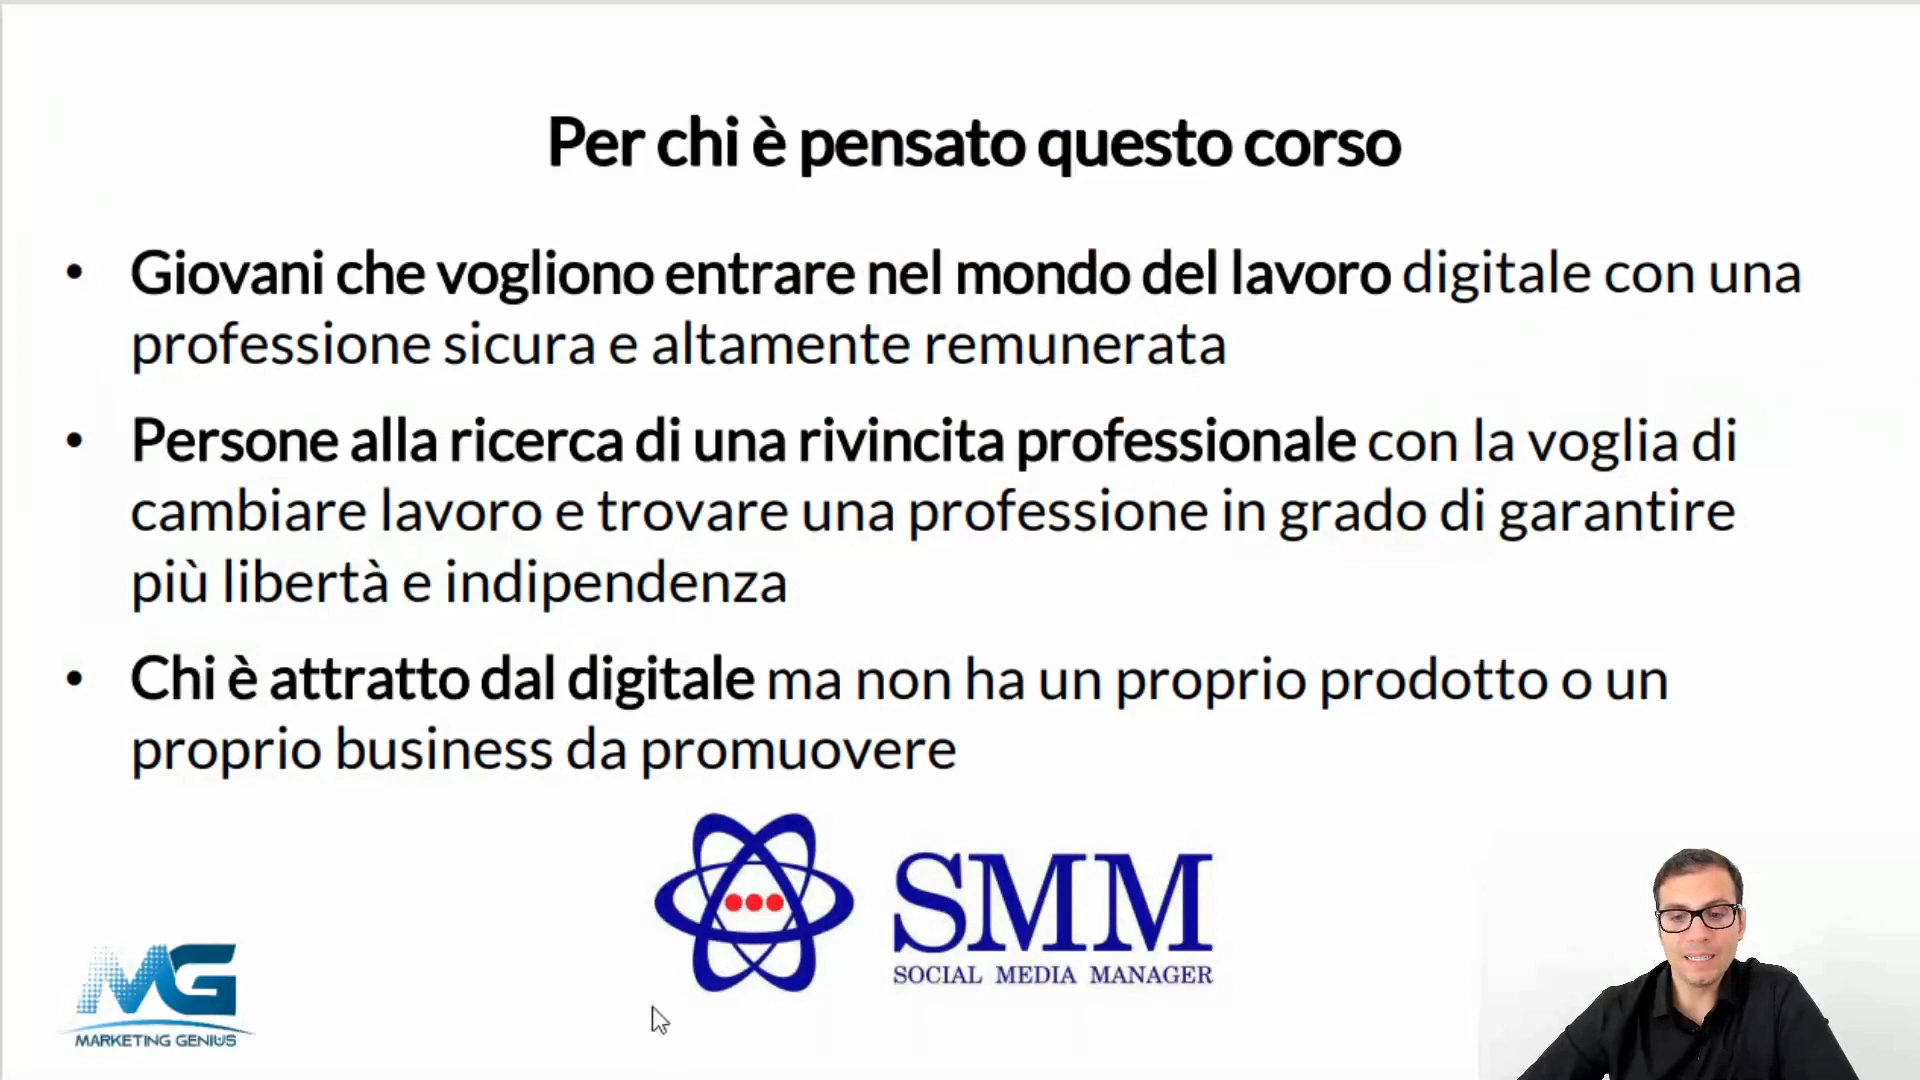 Per chi è pensato questo corso
• Giovani che vogliono entrare nel mondo del lavoro digitale con una
professione sicura e altamente remunerata
• Persone alla ricerca di una rivincita professionale con la voglia di
cambiare lavoro e trovare una professione in grado di garantire
più libertà e indipendenza
• Chi è attratto dal digitale ma non ha un proprio prodotto o un
proprio business da promuovere
SMM
SOCIAL MEDIA MANAGER
MG
MARKETING GENIUS